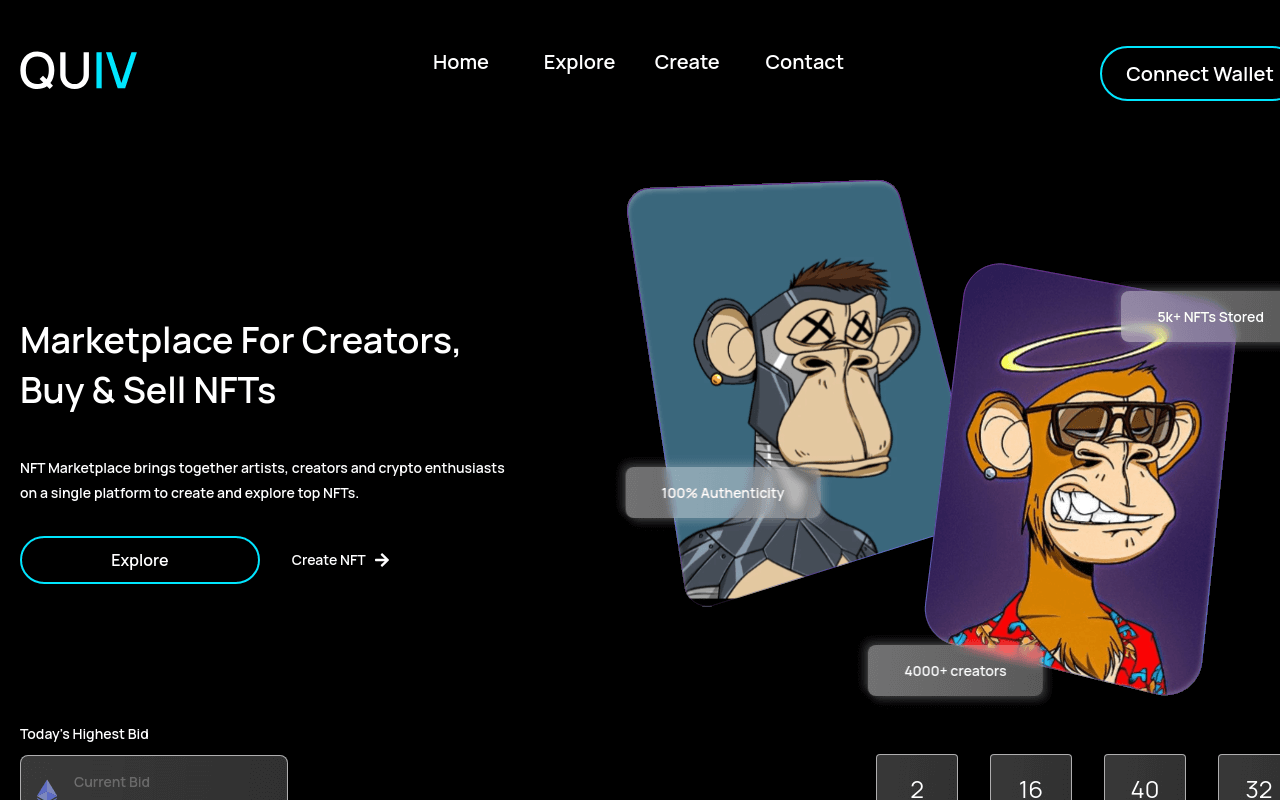 QUIV
Home
Explore
Create
Contact
Connect Wallet
5k+ NFTs Stored
Marketplace For Creators,
Buy & Sell NFTs
NFT Marketplace brings together artists, creators and crypto enthusiasts
on a single platform to create and explore top NFTs.
100% Authenticity
Explore
Create NFT
4000+ creators
Today's Highest Bid
Current Bid
2
16
40
32